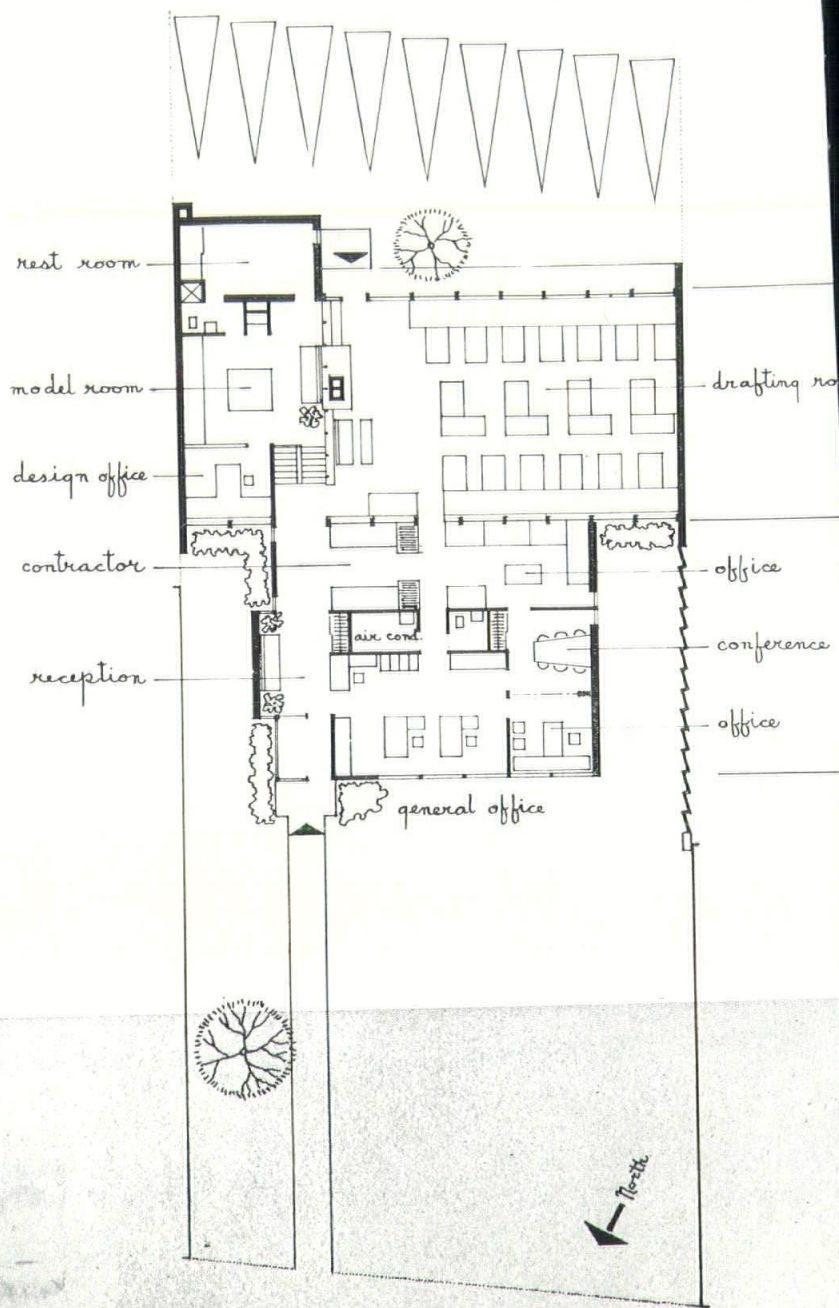 rest room
model room
drafting ro
design office
contractor
office
air cond.
conference
reception
office
general office
North